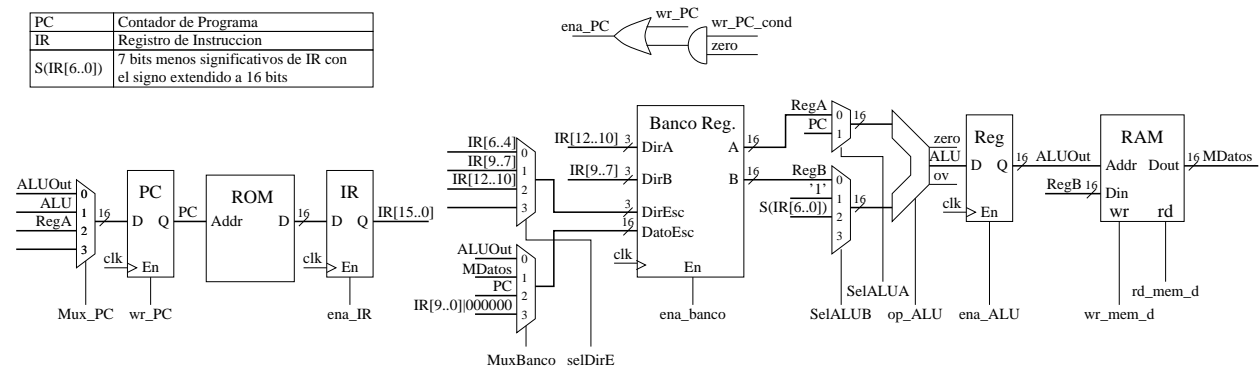 PC Contador de Programa
IR Registro de Instruccion
S(IR[6..0]) 7 bits menos significativos de IR con
el signo extendido a 16 bits
ena_PC
wr_PC
wr_PC_cond
zero
ALUOut
ALU
RegA
0
1
2
3
16
Mux_PC
PC
D Q
clk
En
wr_PC
PC
ROM
Addr D
16
IR
D Q
clk
En
ena_IR
IR[15..0]
IR[6..4]
IR[9..7]
IR[12..10]
0
1
2
3
ALUOut
MDatos
PC
IR[9..0]|000000
0
1
2
3
MuxBanco
selDirE
IR[12..10] 3
IR[9..7] 3
3
16
clk
Banco Reg.
DirA A
DirB B
DirEsc
DatoEsc
En
ena_banco
16
16
RegA
PC
0
1
16
RegB
'1'
S(IR[6..0])
0
1
2
3
16
SelALUA
SelALUB
op_ALU
zero
ALU
ov
clk
Reg
D Q
En
ena_ALU
16
ALUOut
RegB 16
RAM
Addr Dout
Din
wr rd
16
MDatos
rd_mem_d
wr_mem_d